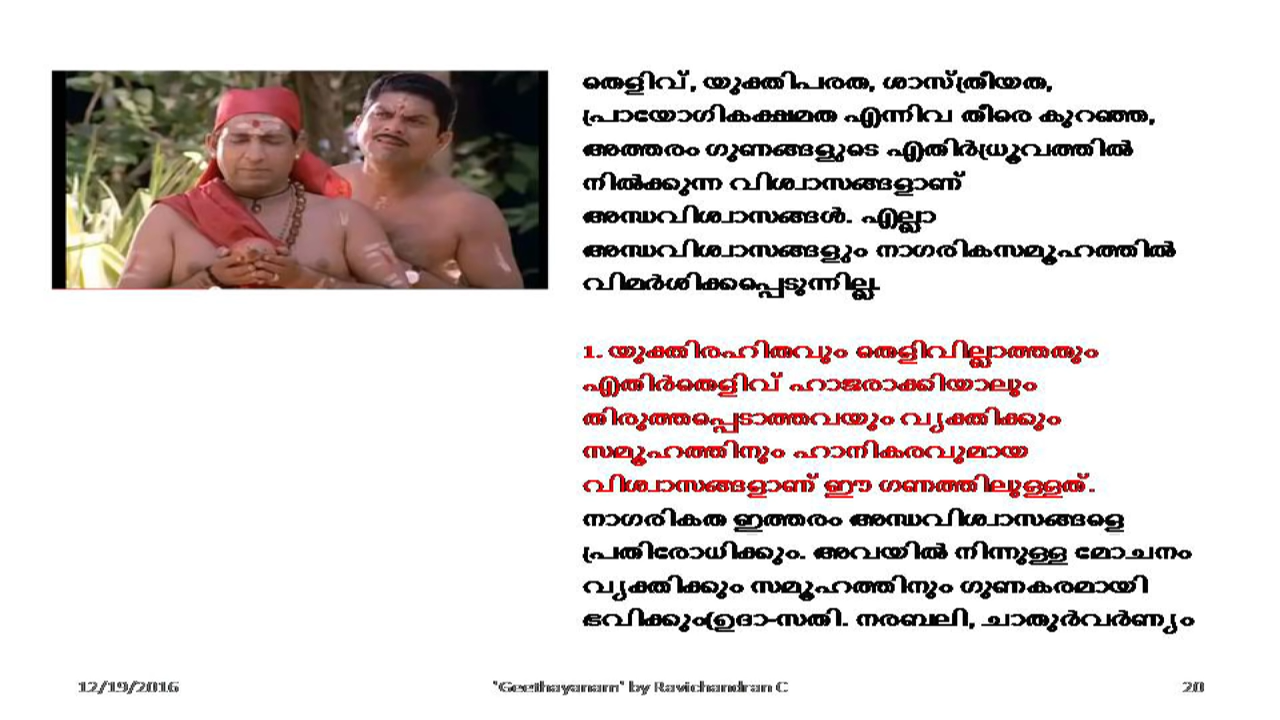 തെളിവ്, യുക്തിപരത, ശാസ്ത്രീയത,
പ്രായോഗികക്ഷമത എന്നിവ തീരെ കുറഞ്ഞ,
അത്തരം ഗുണങ്ങളുടെ എതിർധ്രുവത്തിൽ
നിൽക്കുന്ന വിശ്വാസങ്ങളാണ്
അന്ധവിശ്വാസങ്ങൾ. എല്ലാ
അന്ധവിശ്വാസങ്ങളും നാഗരികസമൂഹത്തിൽ
വിമർശിക്കപ്പെടുന്നില്ല.
1. യുക്തിരഹിതവും തെളിവില്ലാത്തതും
എതിർതെളിവ് ഹാജരാക്കിയാലും
തിരുത്തപ്പെടാത്തവയും വ്യക്തിക്കും
സമൂഹത്തിനും ഹാനികരവുമായ
വിശ്വാസങ്ങളാണ് ഈ ഗണത്തിലുള്ളത്.
നാഗരികത ഇത്തരം അന്ധവിശ്വാസങ്ങളെ
പ്രതിരോധിക്കും. അവയിൽ നിന്നുള്ള മോചനം
വ്യക്തിക്കും സമൂഹത്തിനും ഗുണകരമായി
ഭവിക്കും(ഉദാ-സതി. നരബലി, ചാതുർവർണ്യം
12/19/2016 'Geethayanam' by Ravichandran C 20